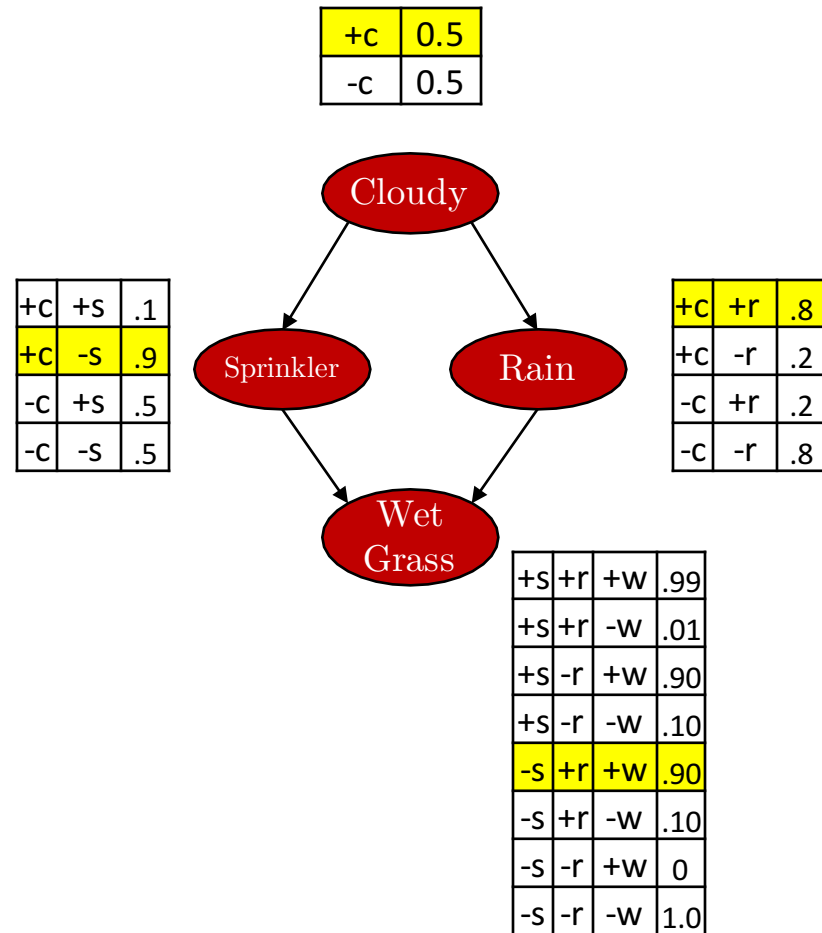 +c 0.5
-c 0.5
Cloudy
+c +s .1
+c -s .9
-c +s .5
-c -s .5
Sprinkler
Rain
+c +r .8
+c -r .2
-c +r .2
-c -r .8
Wet
Grass
+s +r +w .99
+s +r -w .01
+s -r +w .90
+s -r -w .10
-s +r +w .90
-s +r -w .10
-s -r +w 0
-s -r -w 1.0